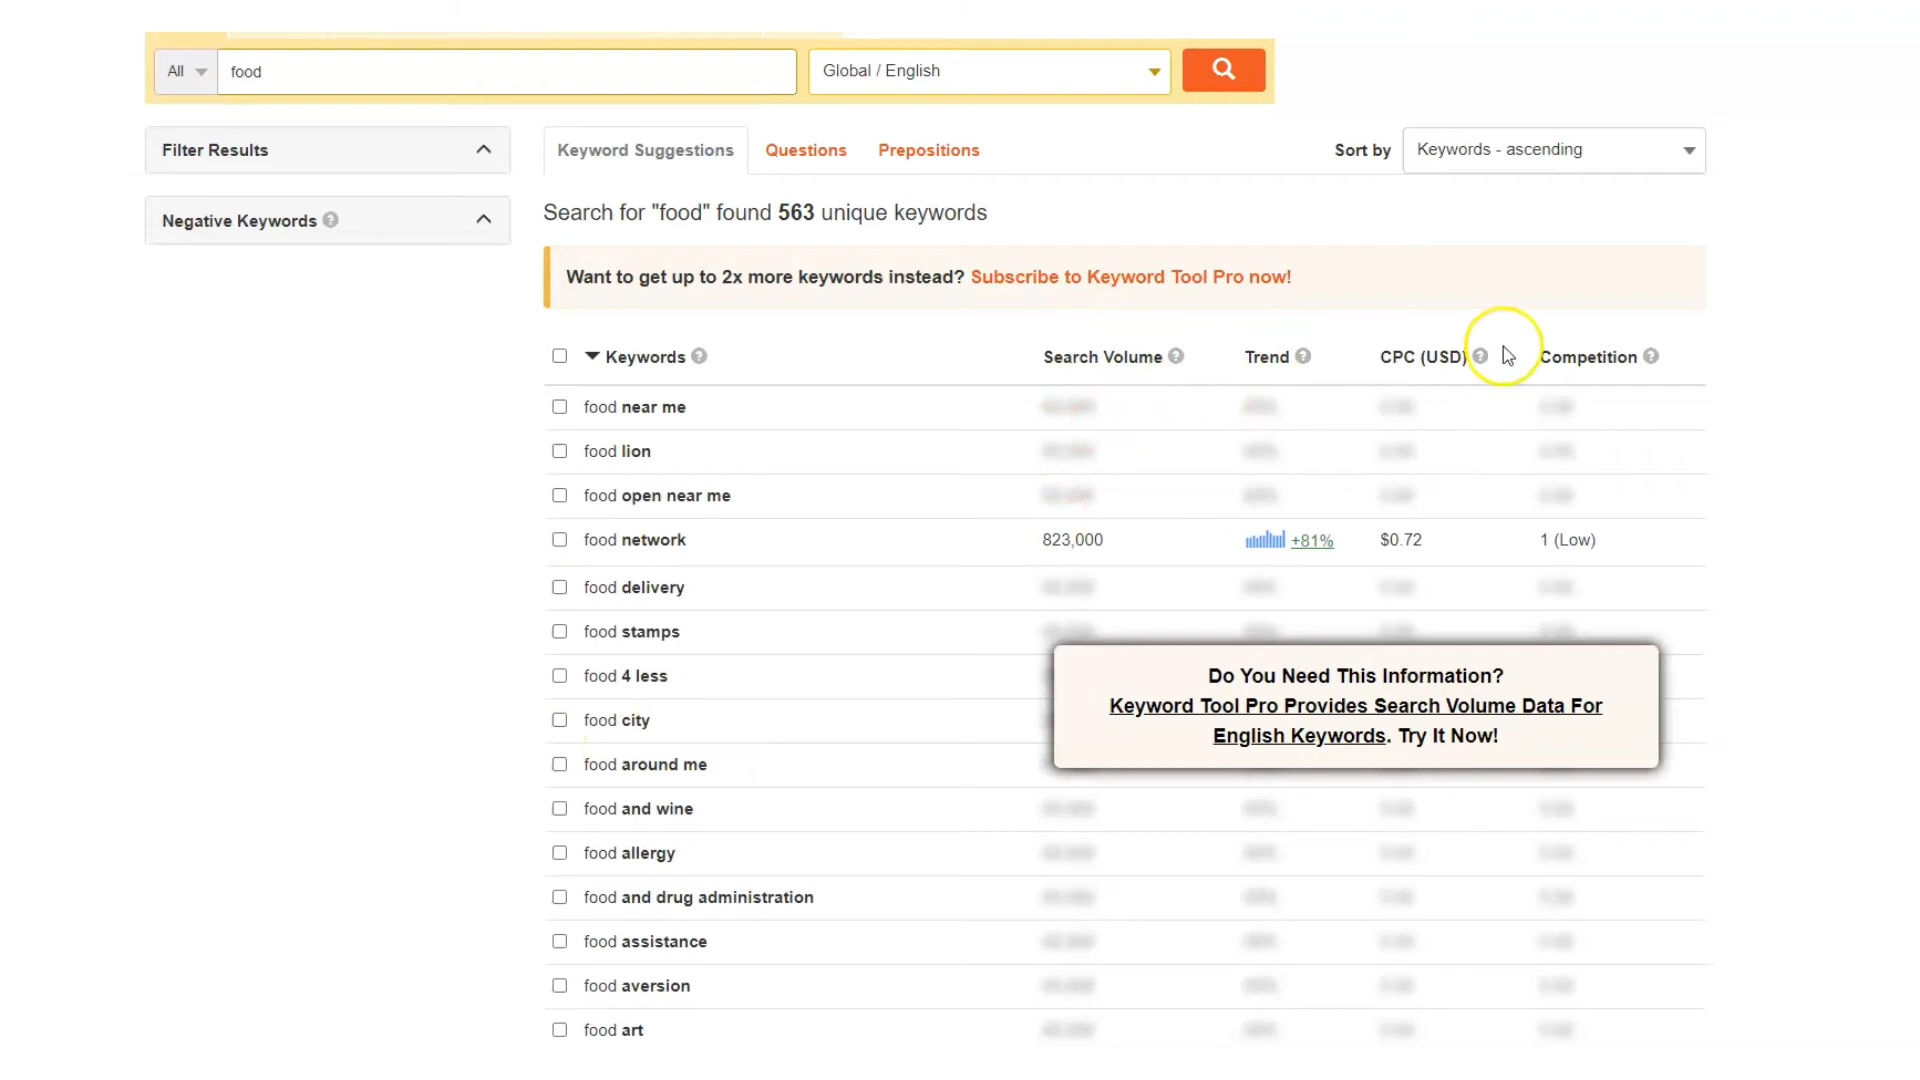 All food Global / English
Filter Results
Negative Keywords
Keyword Suggestions Questions Prepositions Sort by Keywords - ascending
Search for "food" found 563 unique keywords
Want to get up to 2x more keywords instead? Subscribe to Keyword Tool Pro now!
Keywords Search Volume Trend CPC (USD) Competition
food near me
food lion
food open near me
food network 823,000 +81% $0.72 1 (Low)
food delivery
food stamps
food 4 less
food city
food around me
Do You Need This Information?
Keyword Tool Pro Provides Search Volume Data For
English Keywords. Try It Now!
food and wine
food allergy
food and drug administration
food assistance
food aversion
food art